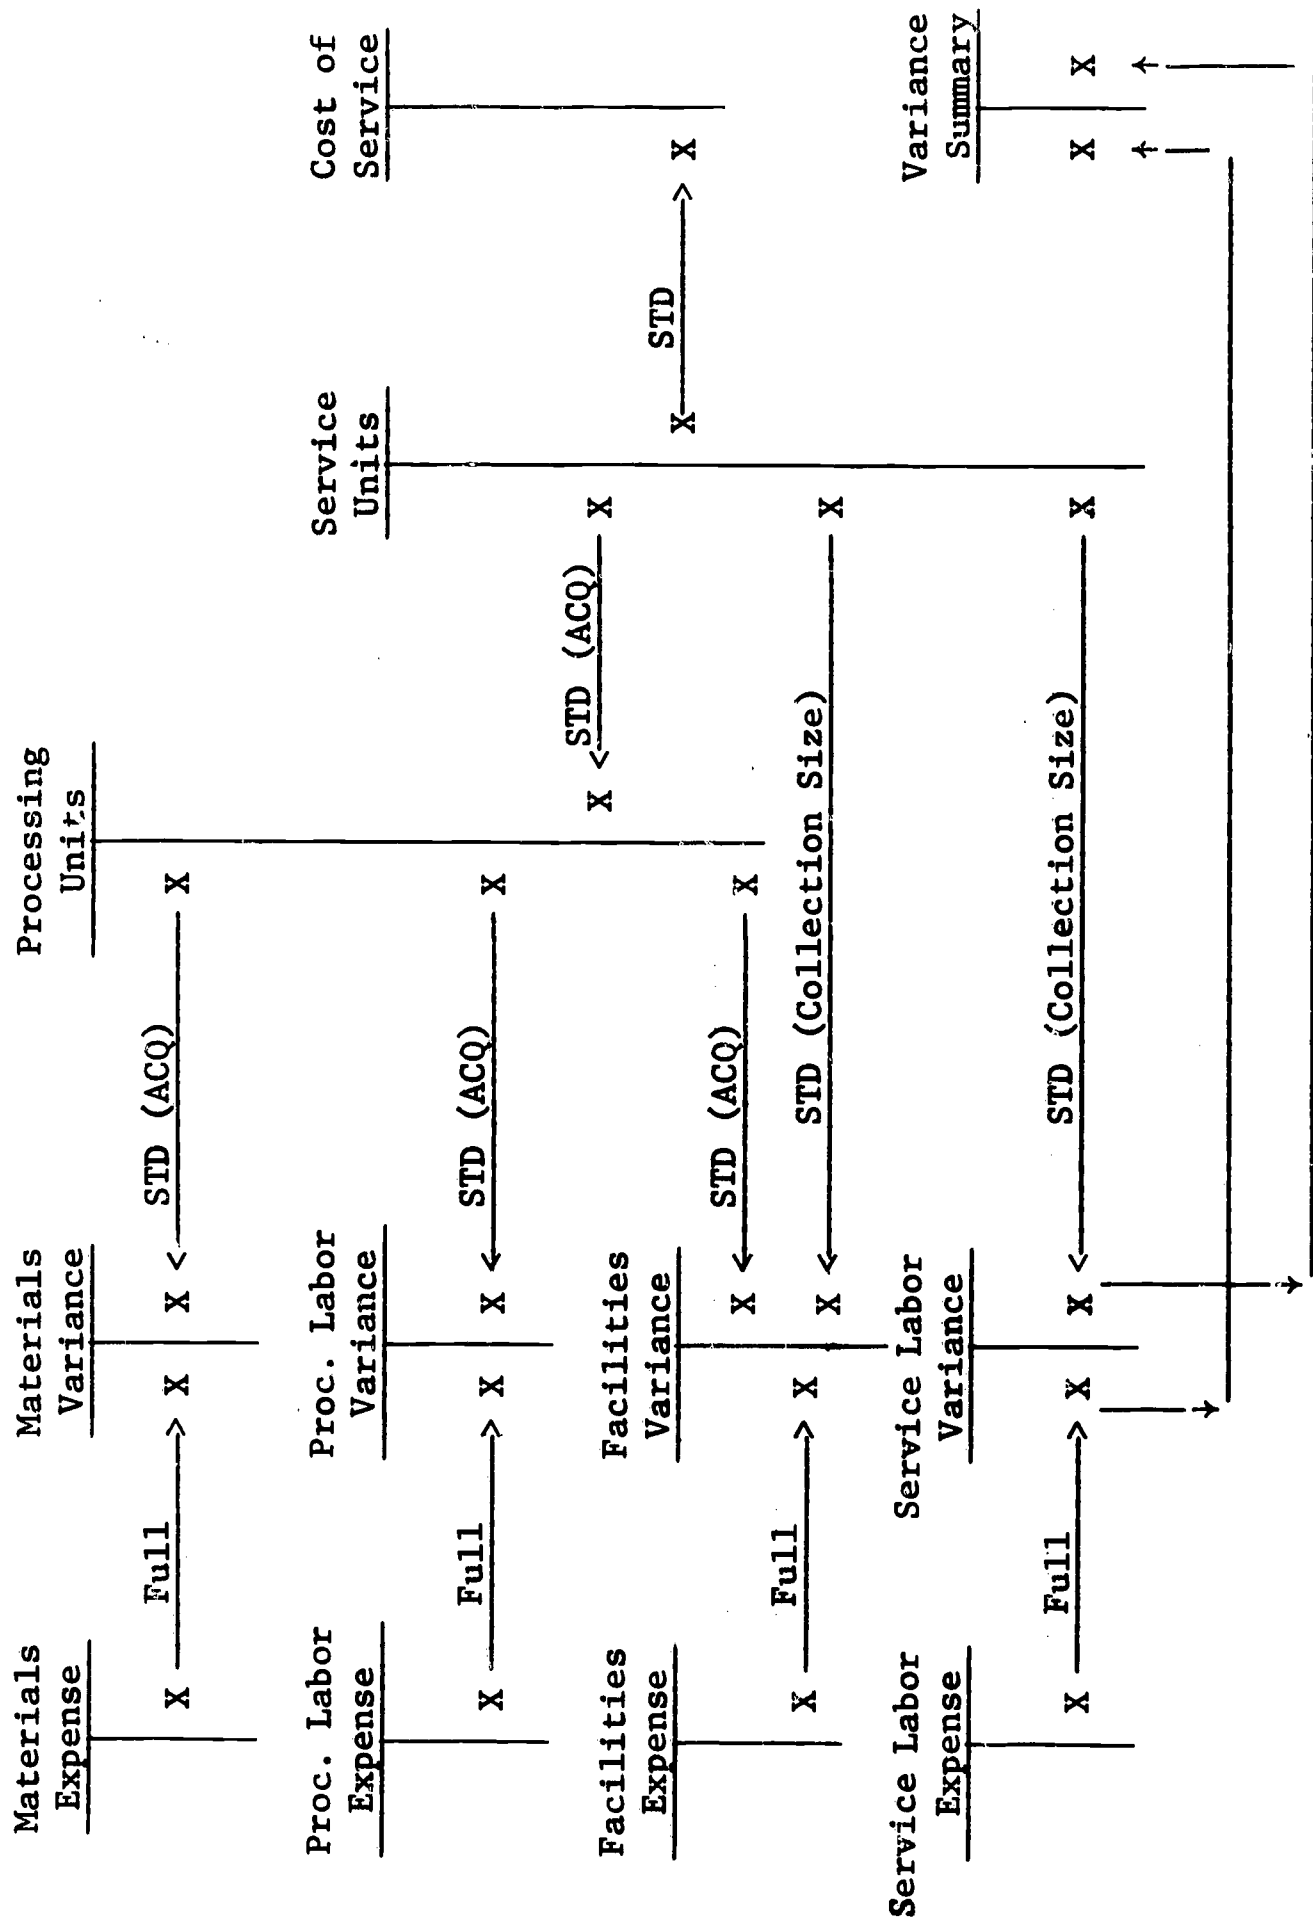 Materials Materials Processing
Expense Variance Units
Full STD (ACQ)
X X X X
Proc. Labor Proc. Labor Service Cost of
Expense Variance Units Service
Full STD (ACQ)
X X X X
STD (ACQ)
X X
Facilities Facilities
Expense Variance STD
X X
STD (ACQ)
X X
Full
X X
STD (Collection Size)
X X
Service Labor Service Labor Variance
Expense Variance Summary
Full STD (Collection Size)
X X X X X X